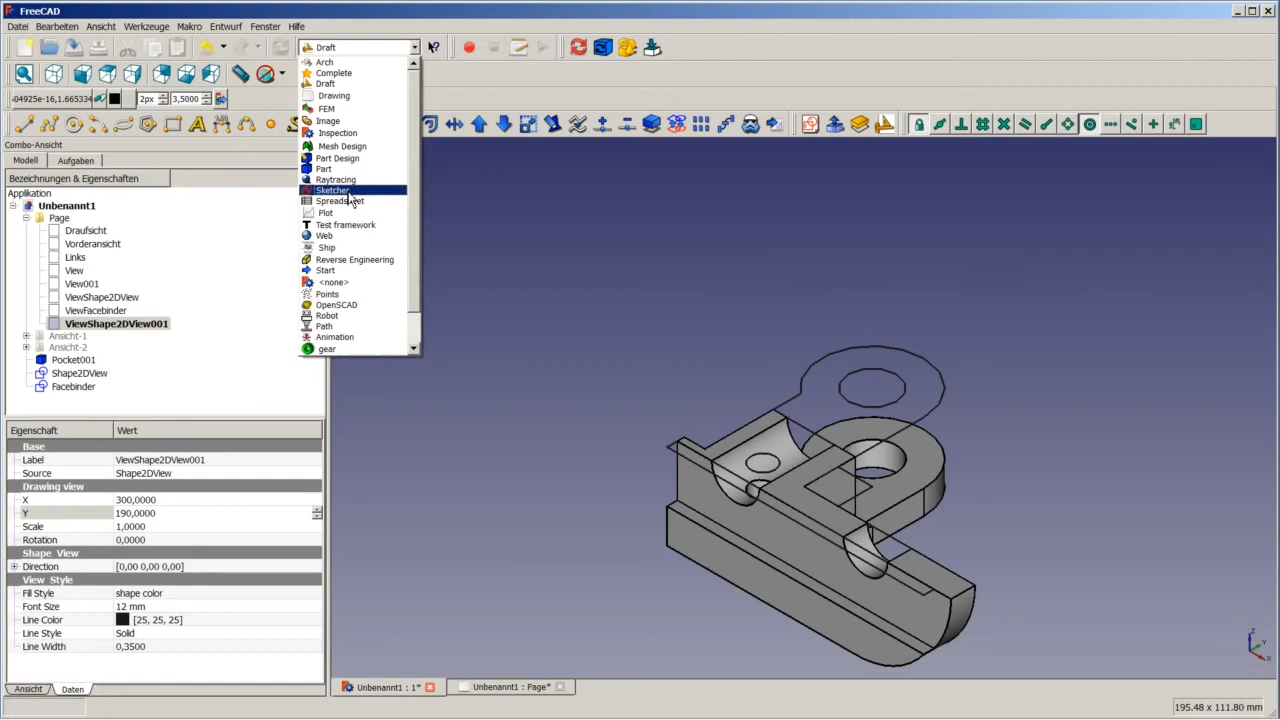 FreeCAD
Datei Bearbeiten Ansicht Werkzeuge Makro Entwurf Fenster Hilfe
Draft
Arch
Complete
Draft
Drawing
FEM
Image
Inspection
Mesh Design
Part Design
Part
Raytracing
Sketcher
Spreadsheet
Plot
Test framework
Web
Ship
Reverse Engineering
Start
<none>
Points
OpenSCAD
Robot
Path
Animation
gear
04925e-16,1.665334 2px 3,5000
Combo-Ansicht
Modell Aufgaben
Bezeichnungen & Eigenschaften
Applikation
Unbenannt1
Page
Draufsicht
Vorderansicht
Links
View
View001
ViewShape2DView
ViewFacebinder
ViewShape2DView001
Ansicht-1
Ansicht-2
Pocket001
Shape2DView
Facebinder
Eigenschaft Wert
Base
Label ViewShape2DView001
Source Shape2DView
Drawing view
X 300,0000
Y 190,0000
Scale 1,0000
Rotation 0,0000
Shape View
Direction [0,00 0,00 0,00]
View Style
Fill Style shape color
Font Size 12 mm
Line Color [25, 25, 25]
Line Style Solid
Line Width 0,3500
Ansicht Daten
Unbenannt1 : 1* Unbenannt1 : Page*
Z
Y
X
195.48 x 111.80 mm